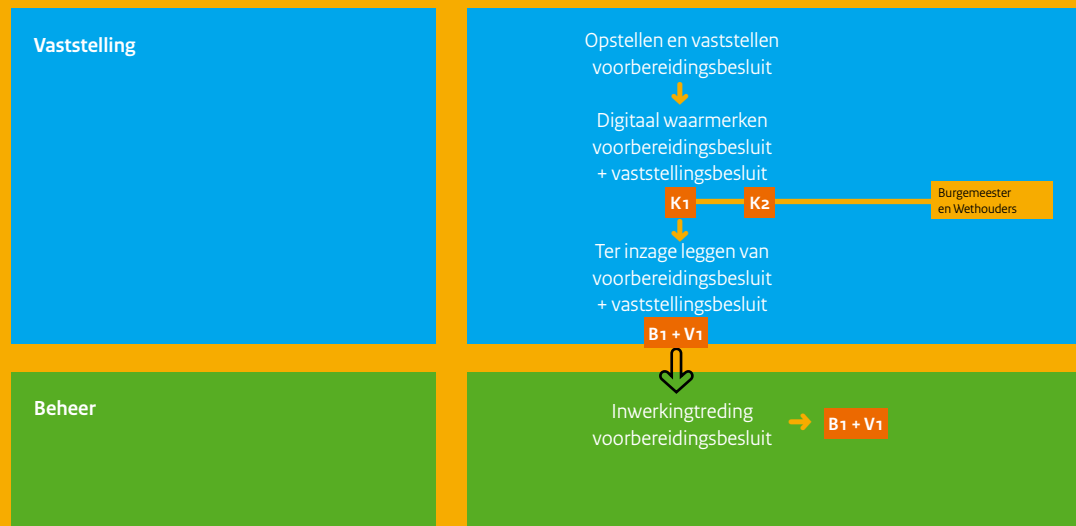 Vaststelling
Opstellen en vaststellen
voorbereidingsbesluit
Digitaal waarmerken
voorbereidingsbesluit
+ vaststellingsbesluit
K1
K2
Burgemeester
en Wethouders
Ter inzage leggen van
voorbereidingsbesluit
+ vaststellingsbesluit
B1 + V1
Beheer
Inwerkingtreding
voorbereidingsbesluit
B1 + V1